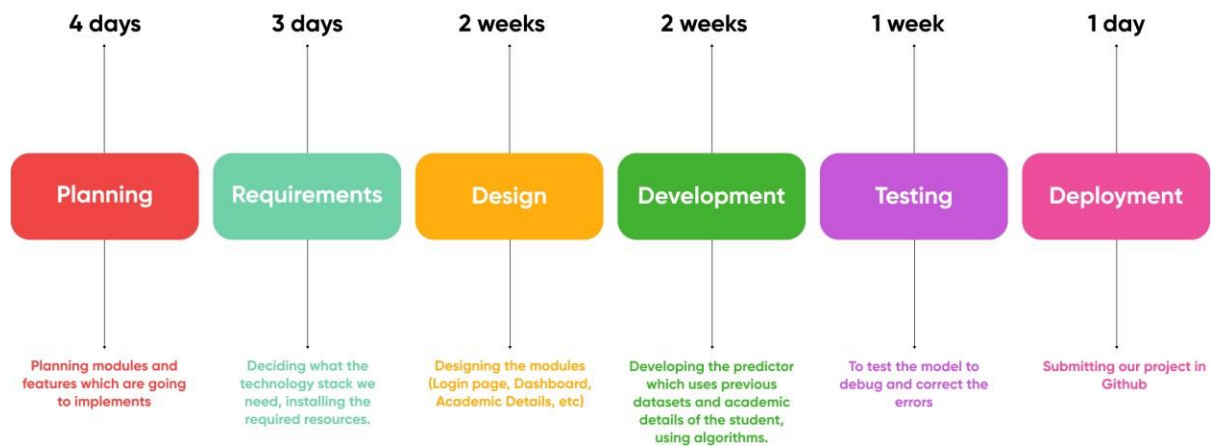 4 days
3 days
2 weeks
2 weeks
1 week
1 day
Planning
Requirements
Design
Development
Testing
Deployment
Planning modules and
features which are going
to implements
Deciding what the
technology stack we
need, installing the
required resources.
Designing the modules
(Login page, Dashboard,
Academic Details, etc)
Developing the predictor
which uses previous
datasets and academic
details of the student,
using algorithms.
To test the model to
debug and correct the
errors
Submitting our project in
Github